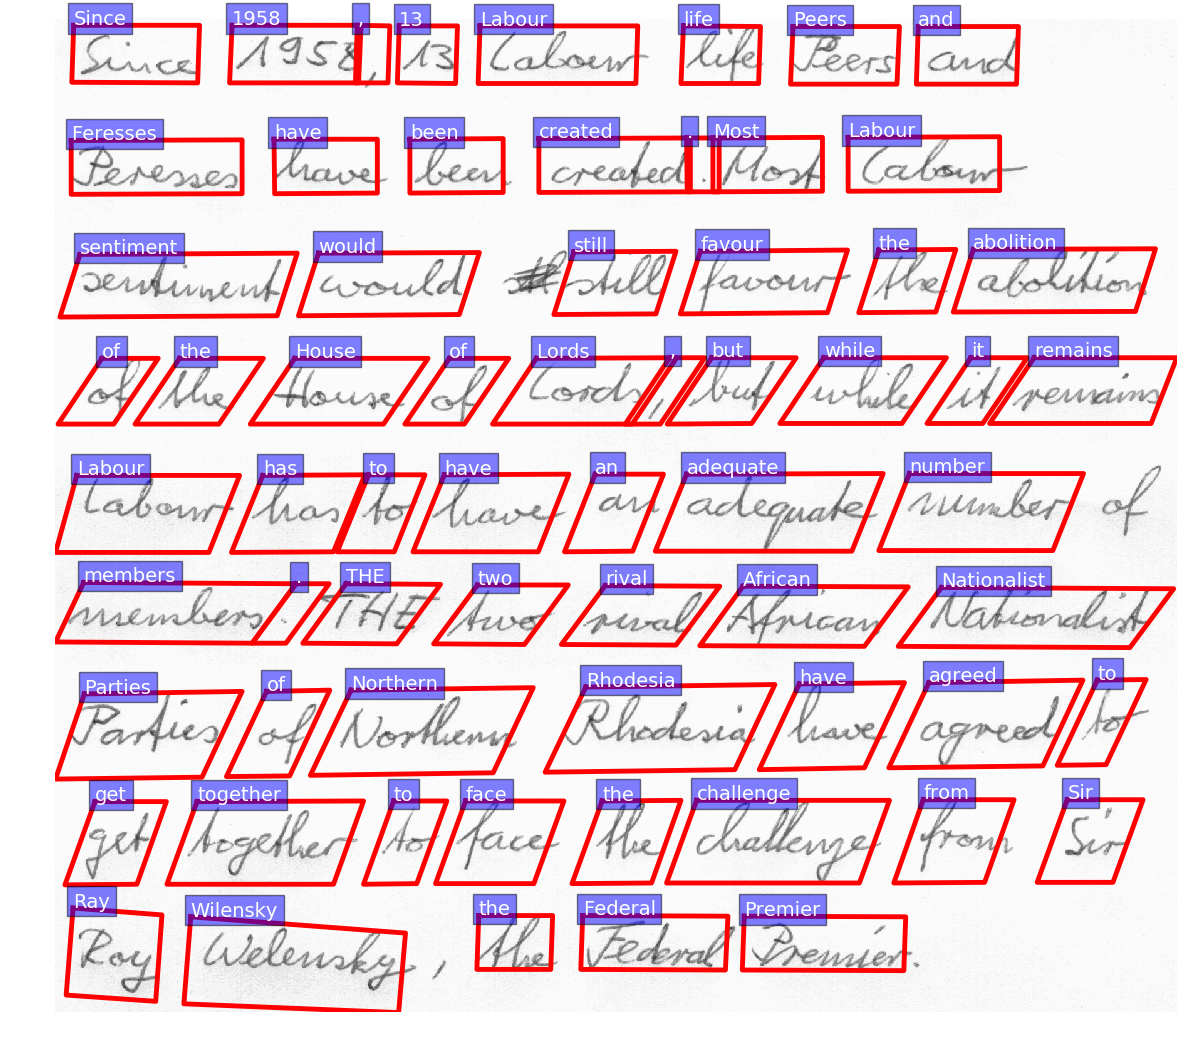 Since 1958, 13 Labour life Peers and
Peresses have been created. Most Labour
sentiment would still favour the abolition
of the House of Lords, but while it remains
Labour has to have an adequate number of
members. THE two rival African Nationalist
Parties of Northern Rhodesia have agreed to
get together to face the challenge from Sir
Roy Welensky, the Federal Premier.